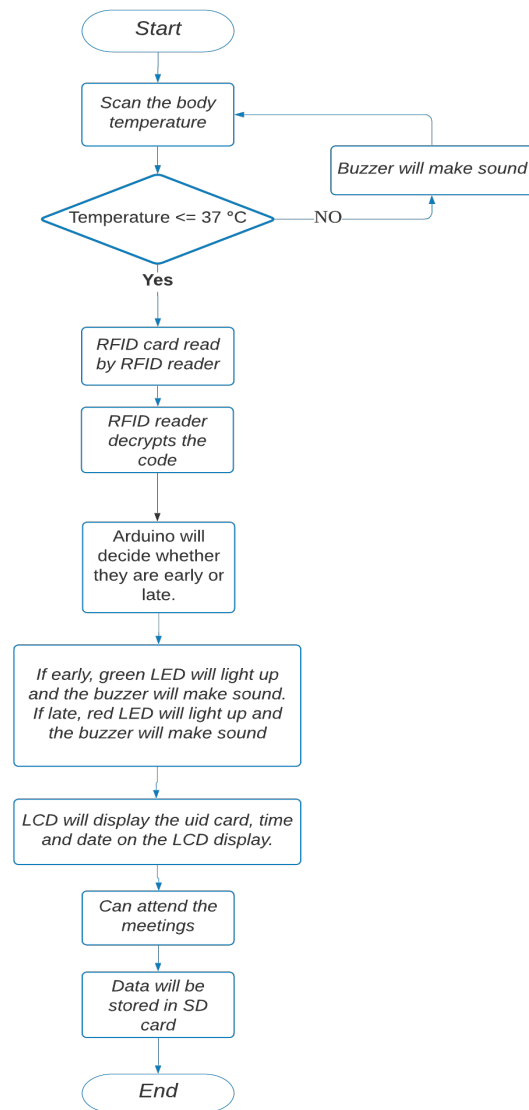 Start
Scan the body
temperature
Buzzer will make sound
Temperature <= 37 °C
NO
Yes
RFID card read
by RFID reader
RFID reader
decrypts the
code
Arduino will
decide whether
they are early or
late.
If early, green LED will light up
and the buzzer will make sound.
If late, red LED will light up and
the buzzer will make sound
LCD will display the uid card, time
and date on the LCD display.
Can attend the
meetings
Data will be
stored in SD
card
End